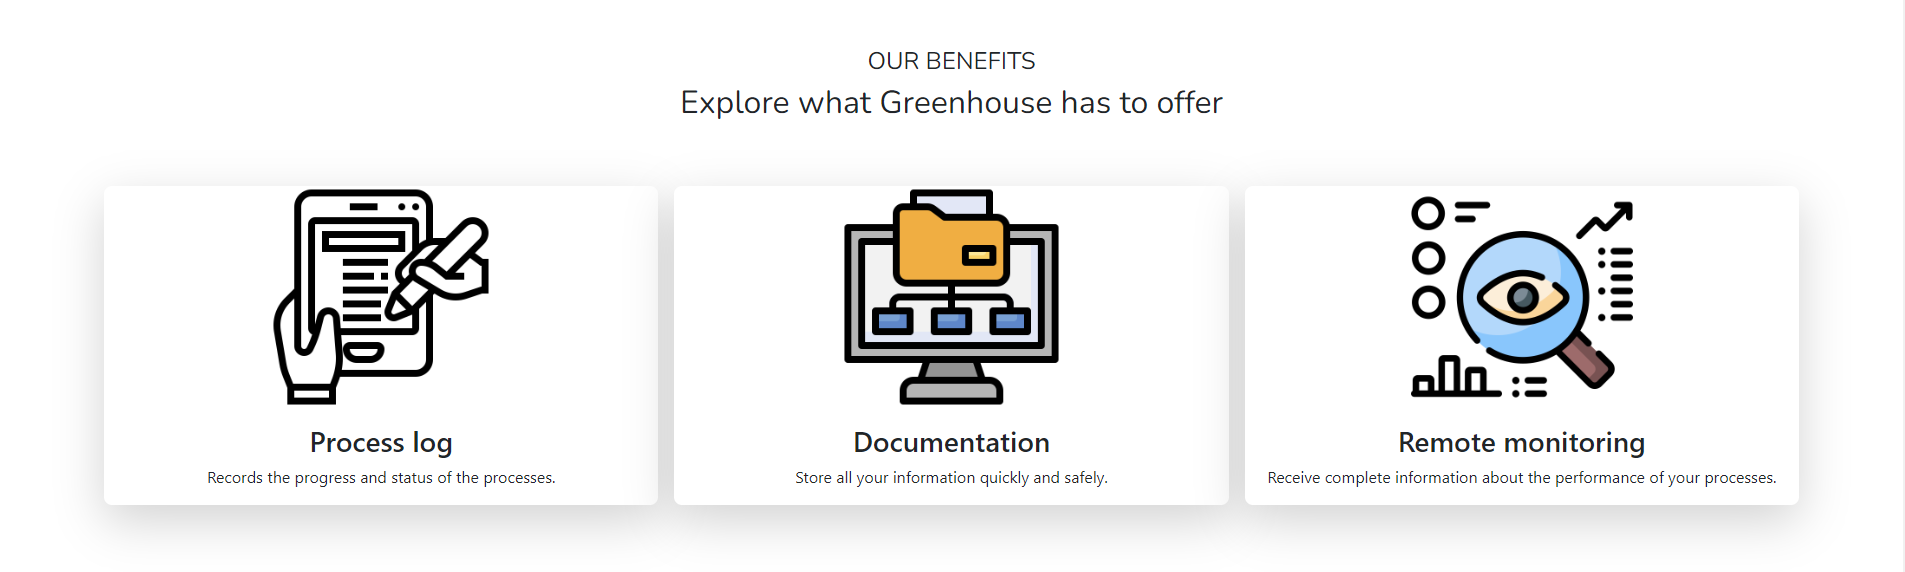 OUR BENEFITS
Explore what Greenhouse has to offer
Process log
Records the progress and status of the processes.
Documentation
Store all your information quickly and safely.
Remote monitoring
Receive complete information about the performance of your processes.